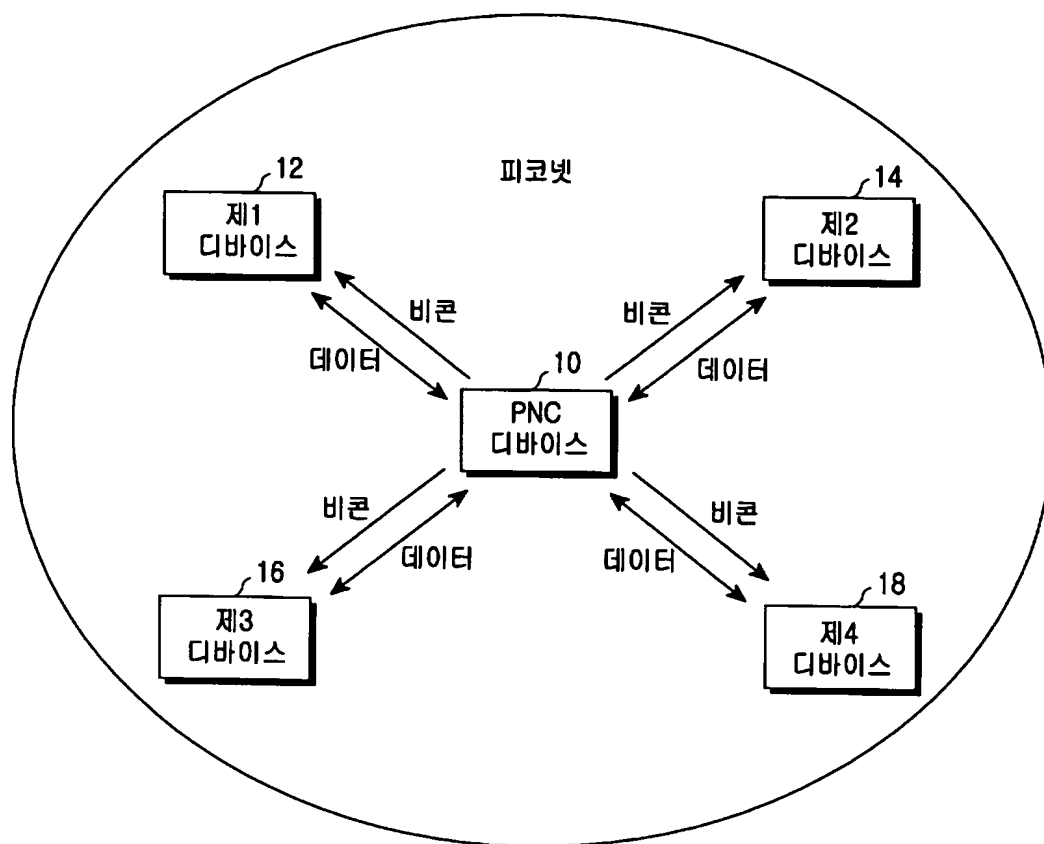 피코넷
12
제1
디바이스
14
제2
디바이스
비콘
데이터
비콘
데이터
10
PNC
디바이스
비콘
데이터
비콘
데이터
16
제3
디바이스
18
제4
디바이스